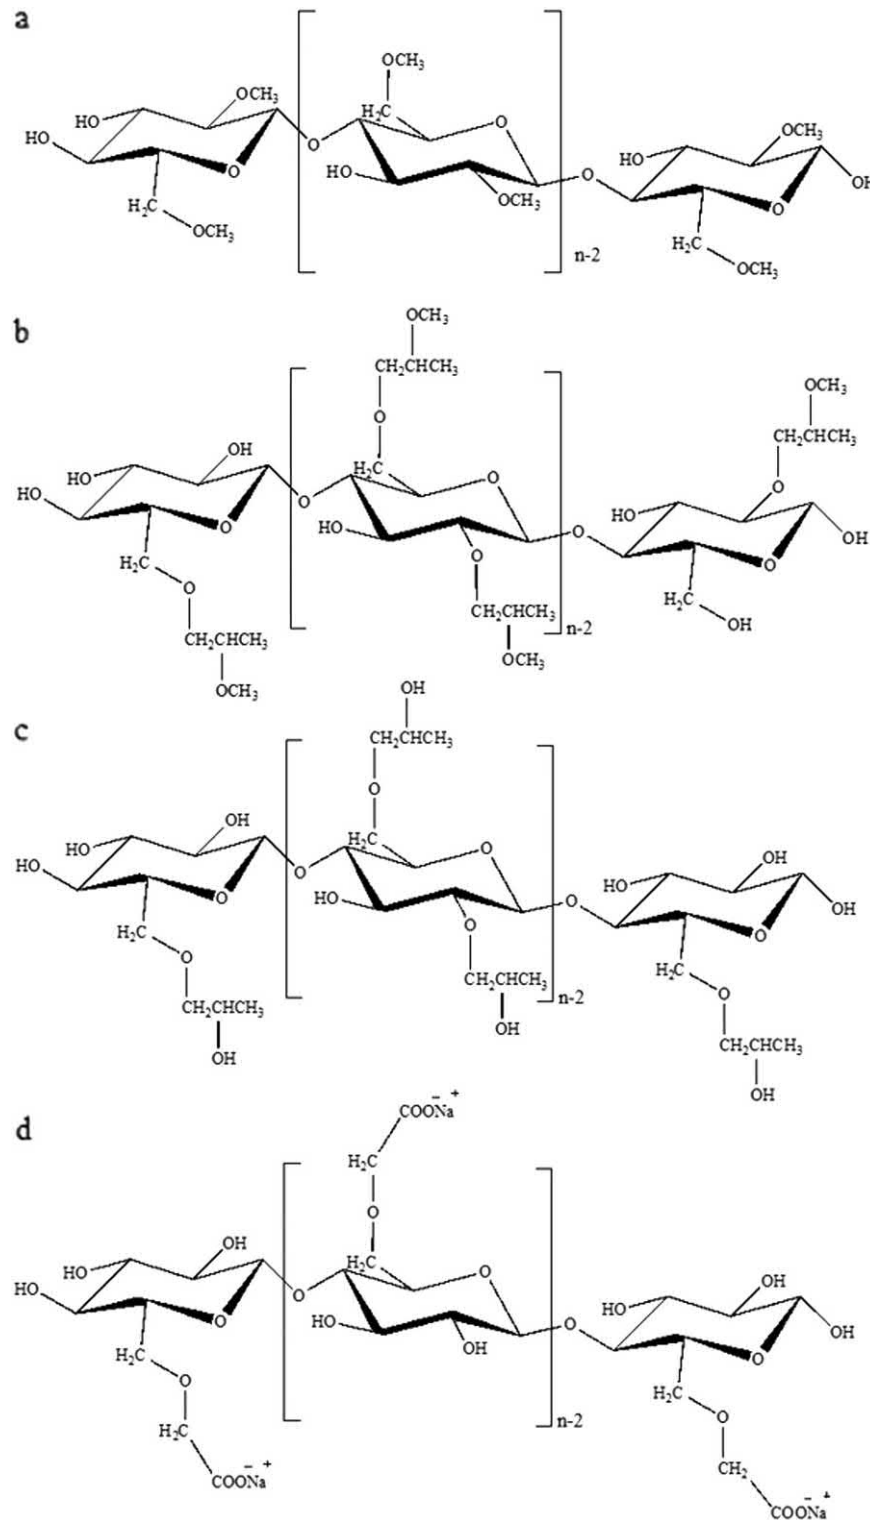 a
OCH₃
OCH₃ H₂C O
HO O OCH₃
HO HO
O HO O OH
H₂C OCH₃ O
OCH₃ H₂C
n-2 OCH₃
b
OCH₃
CH₂CHCH₃ OCH₃
O CH₂CHCH₃
OH H₂C O O
HO
HO O HO O HO OH
O O O
H₂C H₂C
O CH₂CHCH₃ OH
CH₂CHCH₃ n-2
OCH₃ OCH₃
c
OH
CH₂CHCH₃
O
OH H₂C O
HO OH
HO O HO O HO OH
O O O
H₂C H₂C
O CH₂CHCH₃ O
CH₂CHCH₃ OH n-2
OH CH₂CHCH₃
OH
d
COONa − +
H₂C
O
OH H₂C O
HO OH
HO O HO O HO OH
O OH O
H₂C H₂C
O O
H₂C n-2
COONa − + CH₂
COONa − +